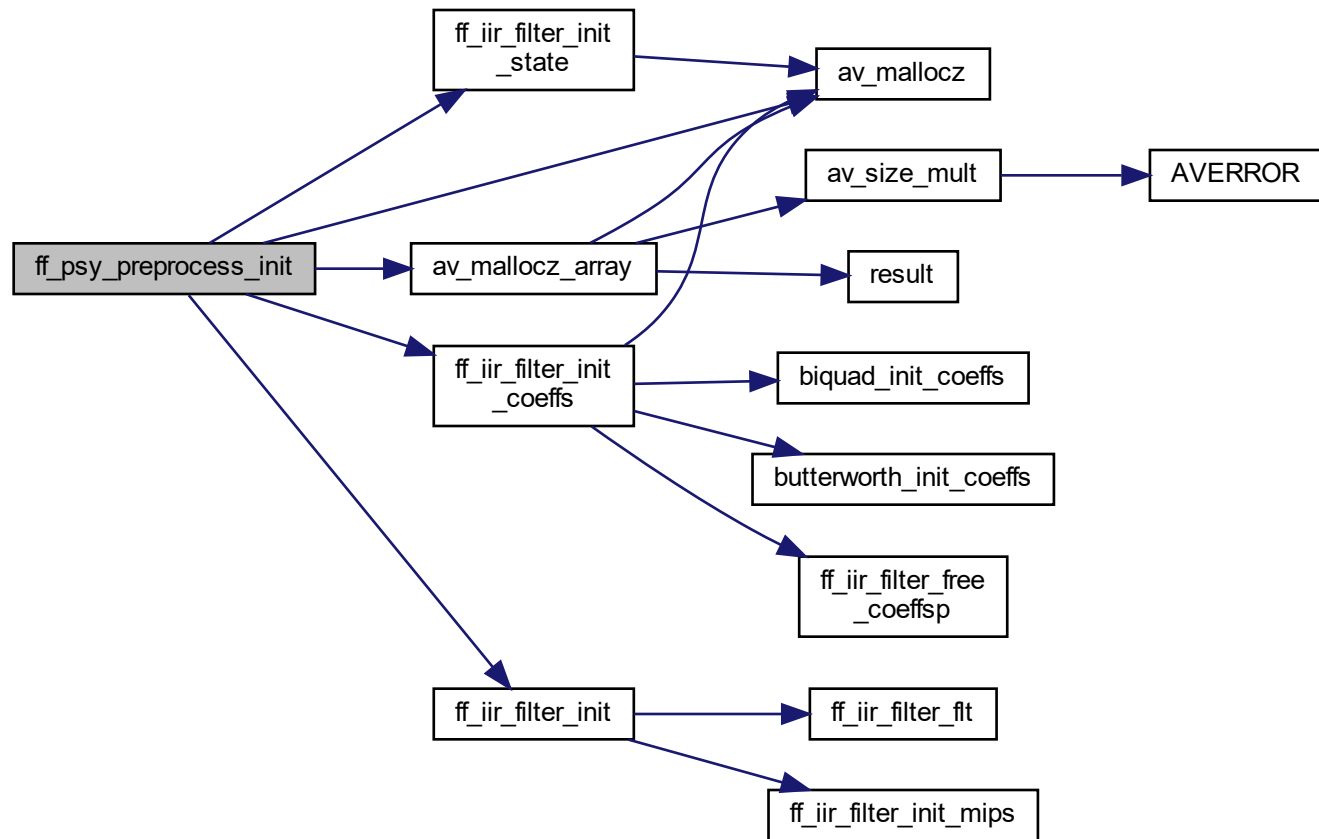 ff_iir_filter_init
_state
av_mallocz
av_size_mult
AVERROR
ff_psy_preprocess_init
av_mallocz_array
result
ff_iir_filter_init
_coeffs
biquad_init_coeffs
butterworth_init_coeffs
ff_iir_filter_free
_coeffsp
ff_iir_filter_init
ff_iir_filter_flt
ff_iir_filter_init_mips